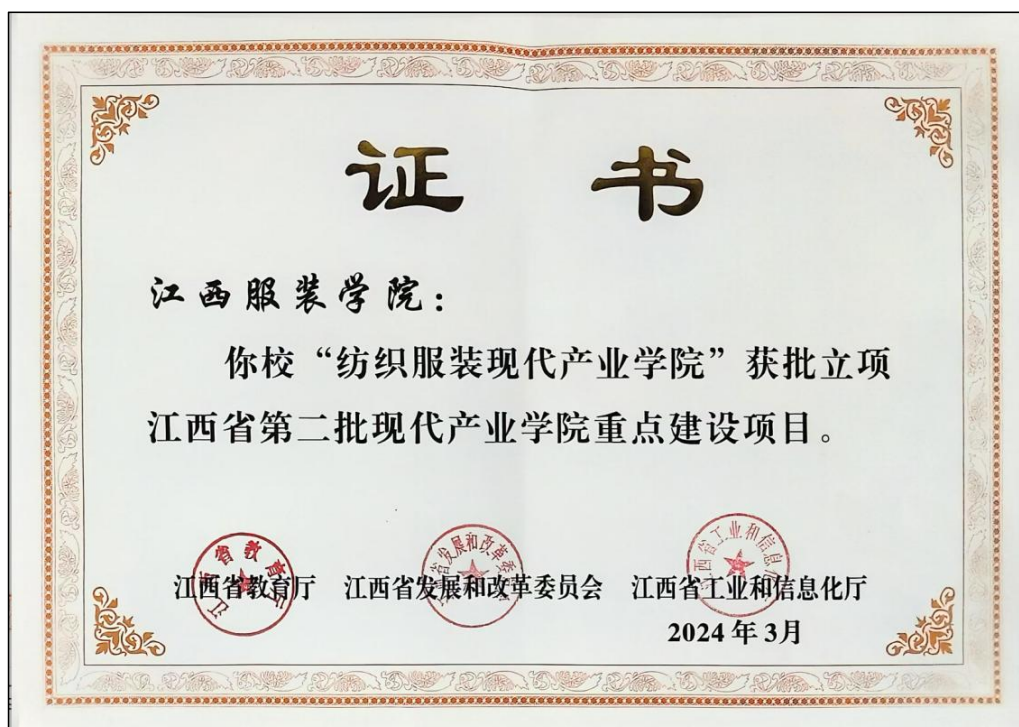 证 书
江西服装学院：
你校“纺织服装现代产业学院”获批立项
江西省第二批现代产业学院重点建设项目。
江西省教育厅 江西省发展和改革委员会 江西省工业和信息化厅
2024年3月